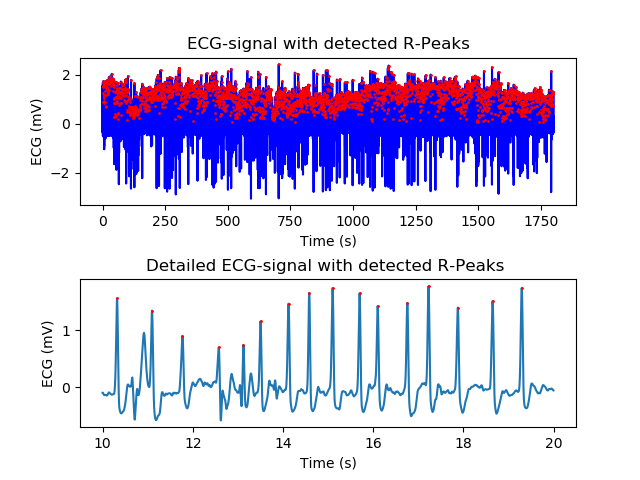 ECG-signal with detected R-Peaks
2
0
−2
ECG (mV)
0 250 500 750 1000 1250 1500 1750
Time (s)
Detailed ECG-signal with detected R-Peaks
1
0
ECG (mV)
10 12 14 16 18 20
Time (s)